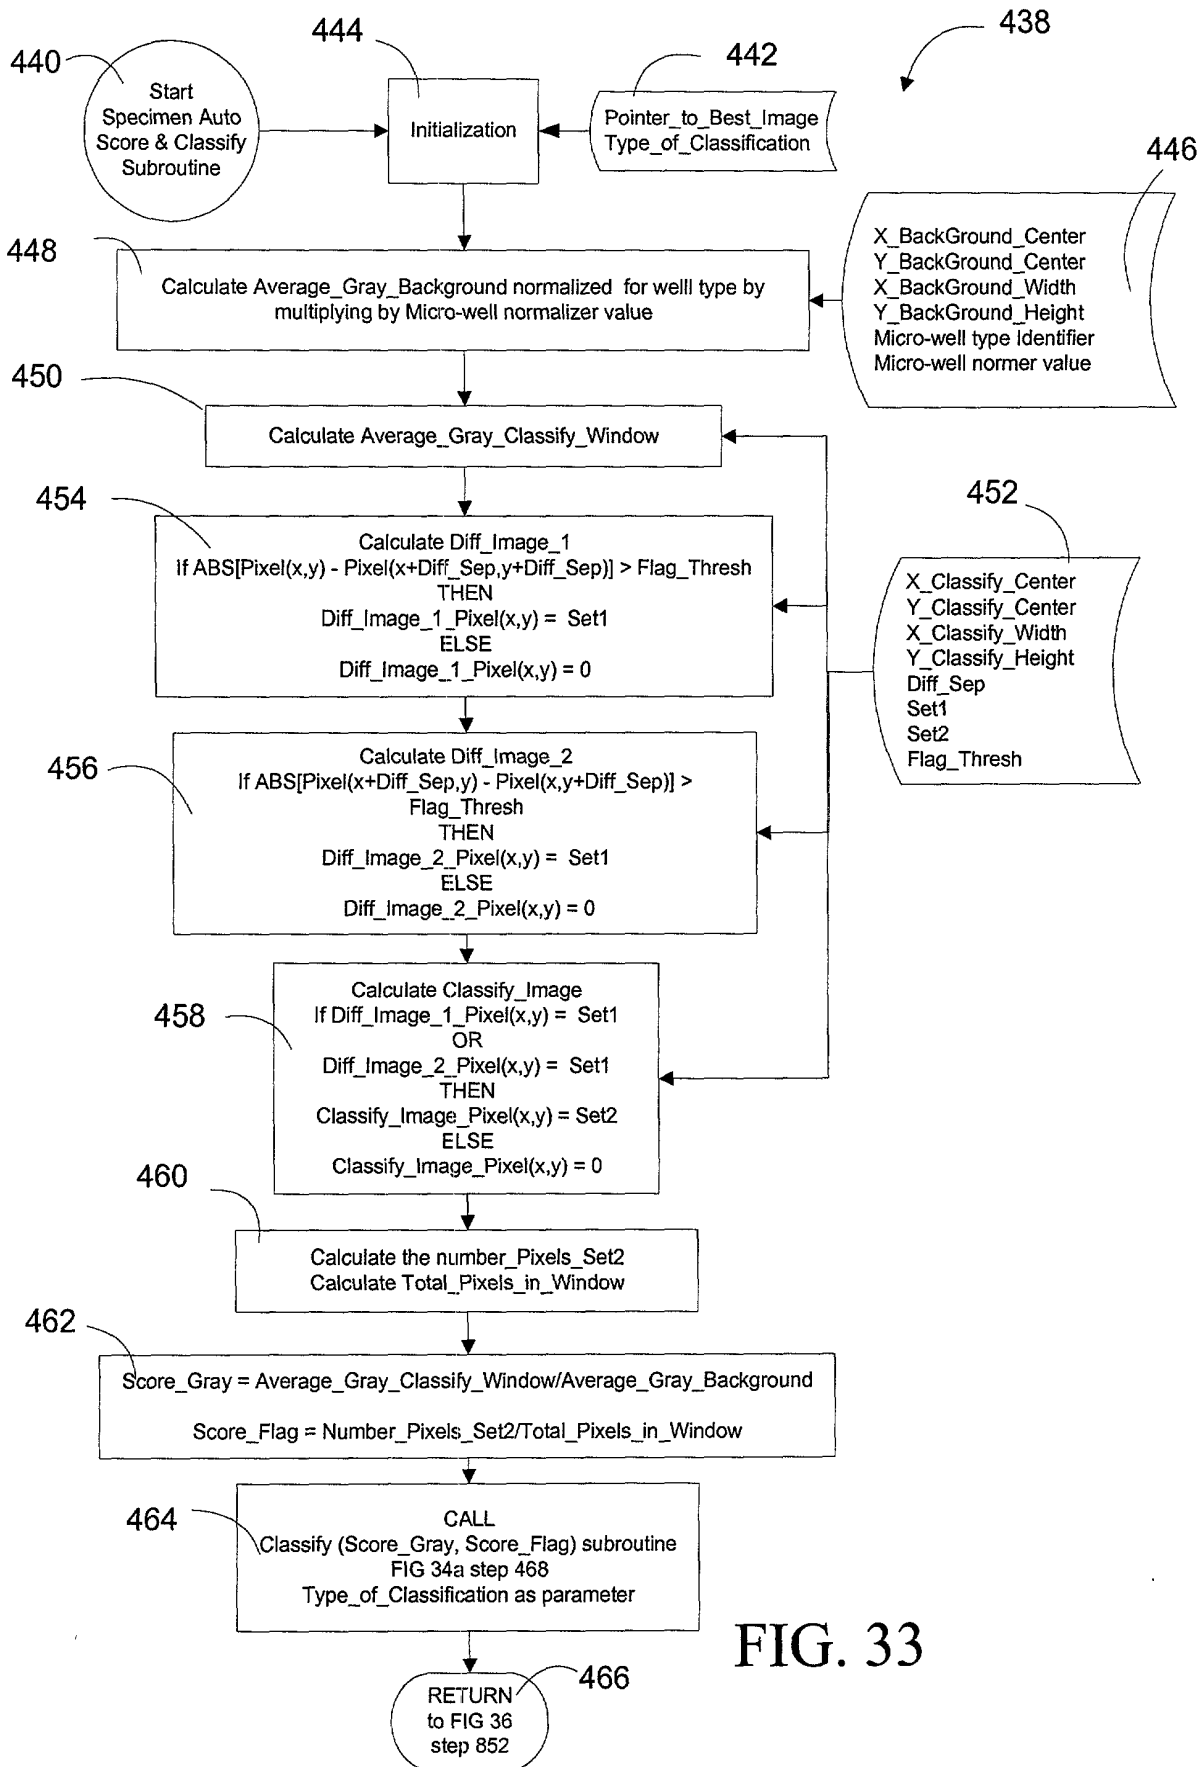 438
440
Start
Specimen Auto
Score & Classify
Subroutine
444
Initialization
442
Pointer_to_Best_Image
Type_of_Classification
446
X_BackGround_Center
Y_BackGround_Center
X_BackGround_Width
Y_BackGround_Height
Micro-well type Identifier
Micro-well normer value
448
Calculate Average_Gray_Background normalized for welll type by
multiplying by Micro-well normalizer value
450
Calculate Average_Gray_Classify_Window
452
X_Classify_Center
Y_Classify_Center
X_Classify_Width
Y_Classify_Height
Diff_Sep
Set1
Set2
Flag_Thresh
454
Calculate Diff_Image_1
If ABS[Pixel(x,y) - Pixel(x+Diff_Sep,y+Diff_Sep)] > Flag_Thresh
THEN
Diff_Image_1_Pixel(x,y) = Set1
ELSE
Diff_Image_1_Pixel(x,y) = 0
456
Calculate Diff_Image_2
If ABS[Pixel(x+Diff_Sep,y) - Pixel(x,y+Diff_Sep)] >
Flag_Thresh
THEN
Diff_Image_2_Pixel(x,y) = Set1
ELSE
Diff_Image_2_Pixel(x,y) = 0
458
Calculate Classify_Image
If Diff_Image_1_Pixel(x,y) = Set1
OR
Diff_Image_2_Pixel(x,y) = Set1
THEN
Classify_Image_Pixel(x,y) = Set2
ELSE
Classify_Image_Pixel(x,y) = 0
460
Calculate the number_Pixels_Set2
Calculate Total_Pixels_in_Window
462
Score_Gray = Average_Gray_Classify_Window/Average_Gray_Background
Score_Flag = Number_Pixels_Set2/Total_Pixels_in_Window
464
CALL
Classify (Score_Gray, Score_Flag) subroutine
FIG 34a step 468
Type_of_Classification as parameter
466
RETURN
to FIG 36
step 852
FIG. 33